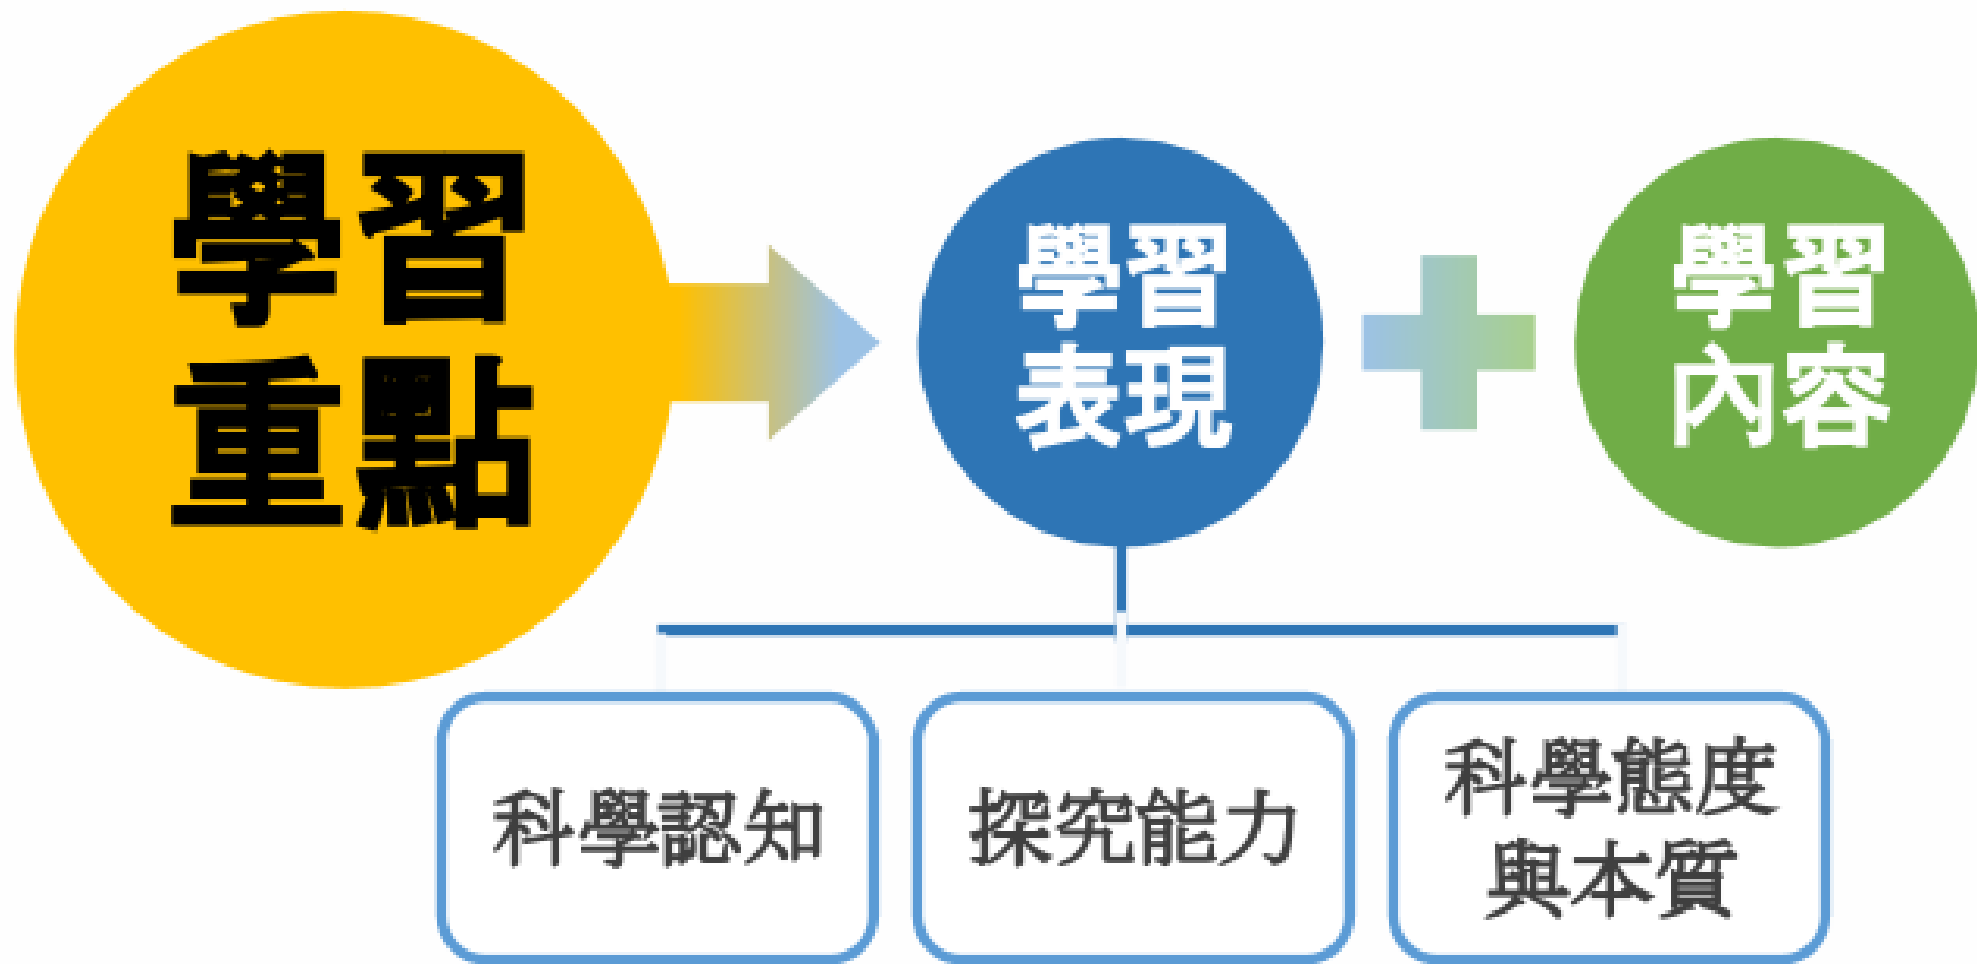 學習
重點
學習
表現
學習
內容
科學認知
探究能力
科學態度
與本質